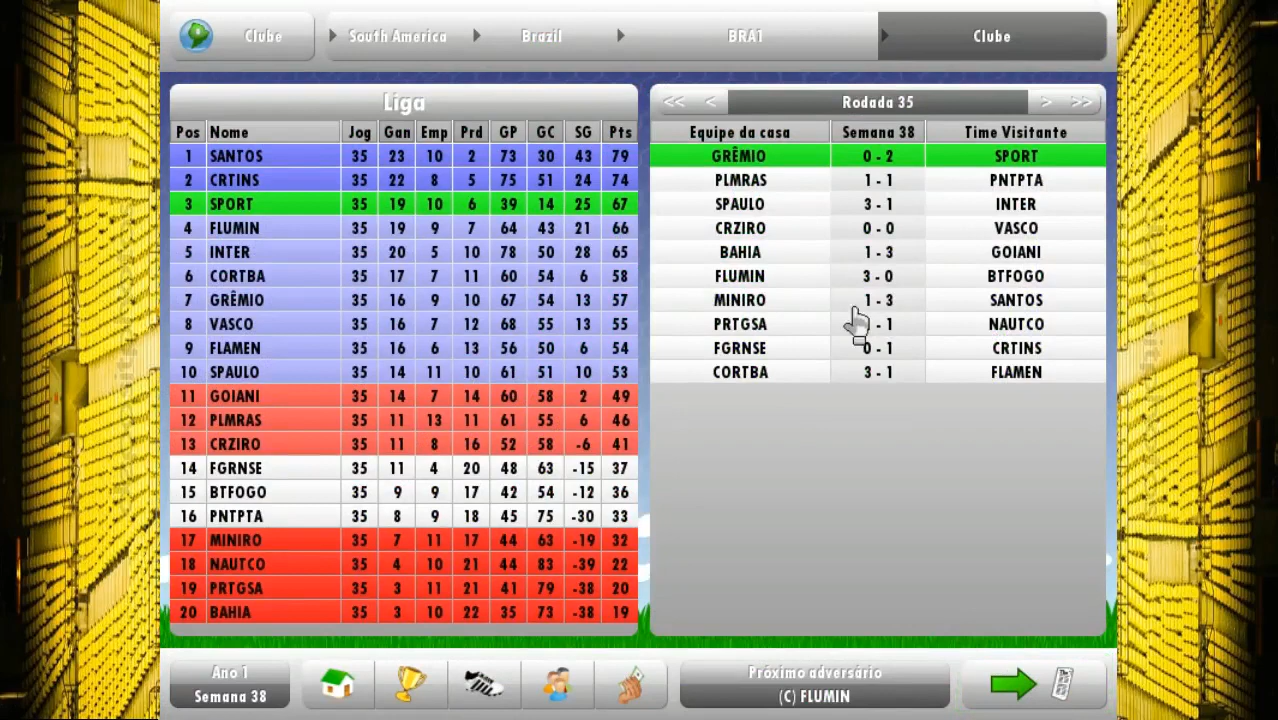 Clube South America Brazil BRA1 Clube
Liga
Pos Nome Jog Gan Emp Prd GP GC SG Pts
1 SANTOS 35 23 10 2 73 30 43 79
2 CRTINS 35 22 8 5 75 51 24 74
3 SPORT 35 19 10 6 39 14 25 67
4 FLUMIN 35 19 9 7 64 43 21 66
5 INTER 35 20 5 10 78 50 28 65
6 CORTBA 35 17 7 11 60 54 6 58
7 GRÊMIO 35 16 9 10 67 54 13 57
8 VASCO 35 16 7 12 68 55 13 55
9 FLAMEN 35 16 6 13 56 50 6 54
10 SPAULO 35 14 11 10 61 51 10 53
11 GOIANI 35 14 7 14 60 58 2 49
12 PLMRAS 35 11 13 11 61 55 6 46
13 CRZIRO 35 11 8 16 52 58 -6 41
14 FGRNSE 35 11 4 20 48 63 -15 37
15 BTFOGO 35 9 9 17 42 54 -12 36
16 PNTPTA 35 8 9 18 45 75 -30 33
17 MINIRO 35 7 11 17 44 63 -19 32
18 NAUTCO 35 4 10 21 44 83 -39 22
19 PRTGSA 35 3 11 21 41 79 -38 20
20 BAHIA 35 3 10 22 35 73 -38 19
<< < Rodada 35 > >>
Equipe da casa Semana 38 Time Visitante
GRÊMIO 0 - 2 SPORT
PLMRAS 1 - 1 PNTPTA
SPAULO 3 - 1 INTER
CRZIRO 0 - 0 VASCO
BAHIA 1 - 3 GOIANI
FLUMIN 3 - 0 BTFOGO
MINIRO 1 - 3 SANTOS
PRTGSA - 1 NAUTCO
FGRNSE 0 - 1 CRTINS
CORTBA 3 - 1 FLAMEN
Ano 1
Semana 38
Próximo adversário
(C) FLUMIN